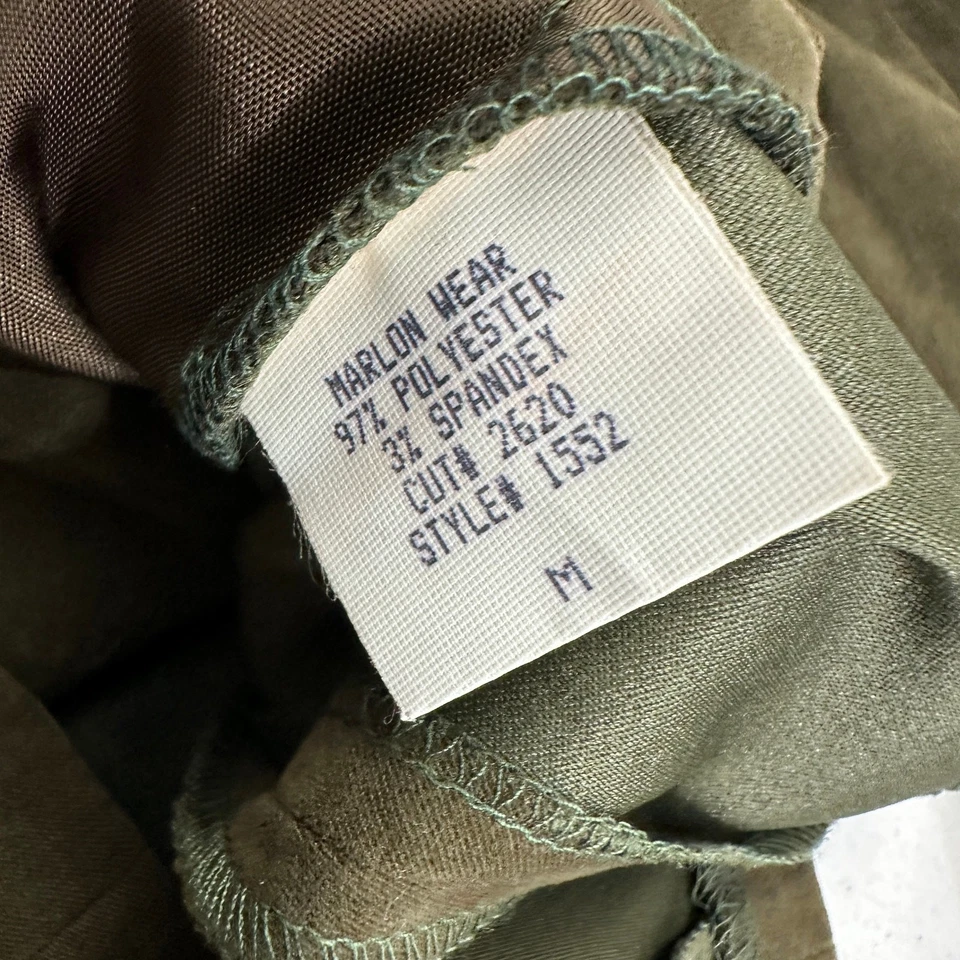 MARLON WEAR
97% POLYESTER
3% SPANDEX
CUT# 2620
STYLE# 1552
M